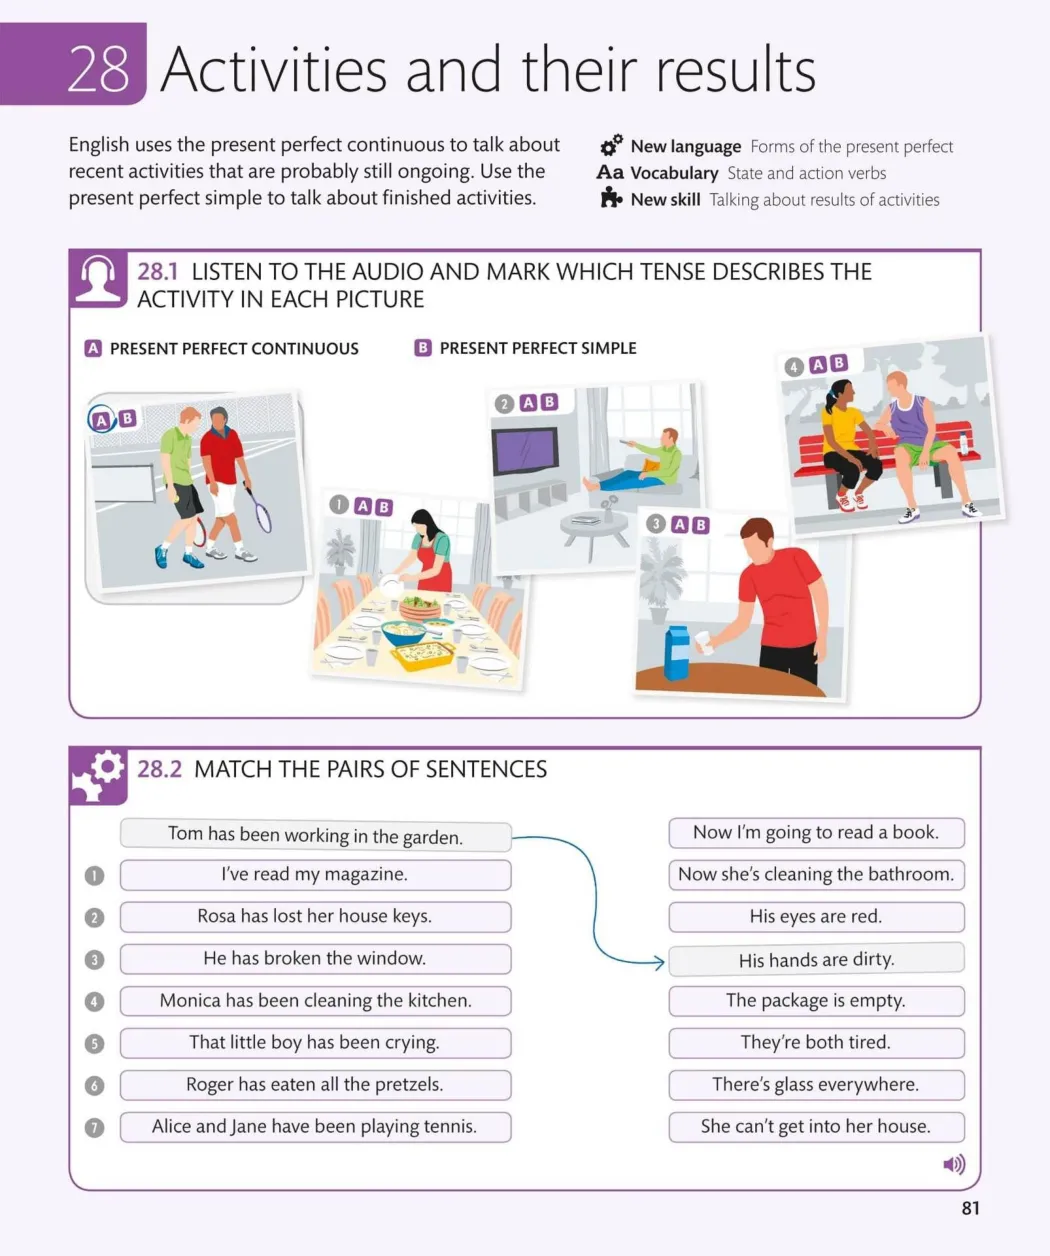 28 Activities and their results
English uses the present perfect continuous to talk about
recent activities that are probably still ongoing. Use the
present perfect simple to talk about finished activities.
New language Forms of the present perfect
Aa Vocabulary State and action verbs
New skill Talking about results of activities
28.1 LISTEN TO THE AUDIO AND MARK WHICH TENSE DESCRIBES THE
ACTIVITY IN EACH PICTURE
A PRESENT PERFECT CONTINUOUS
B PRESENT PERFECT SIMPLE
A B
1 A B
2 A B
3 A B
4 A B
28.2 MATCH THE PAIRS OF SENTENCES
Tom has been working in the garden.
1 I've read my magazine.
2 Rosa has lost her house keys.
3 He has broken the window.
4 Monica has been cleaning the kitchen.
5 That little boy has been crying.
6 Roger has eaten all the pretzels.
7 Alice and Jane have been playing tennis.
Now I'm going to read a book.
Now she's cleaning the bathroom.
His eyes are red.
His hands are dirty.
The package is empty.
They're both tired.
There's glass everywhere.
She can't get into her house.
81